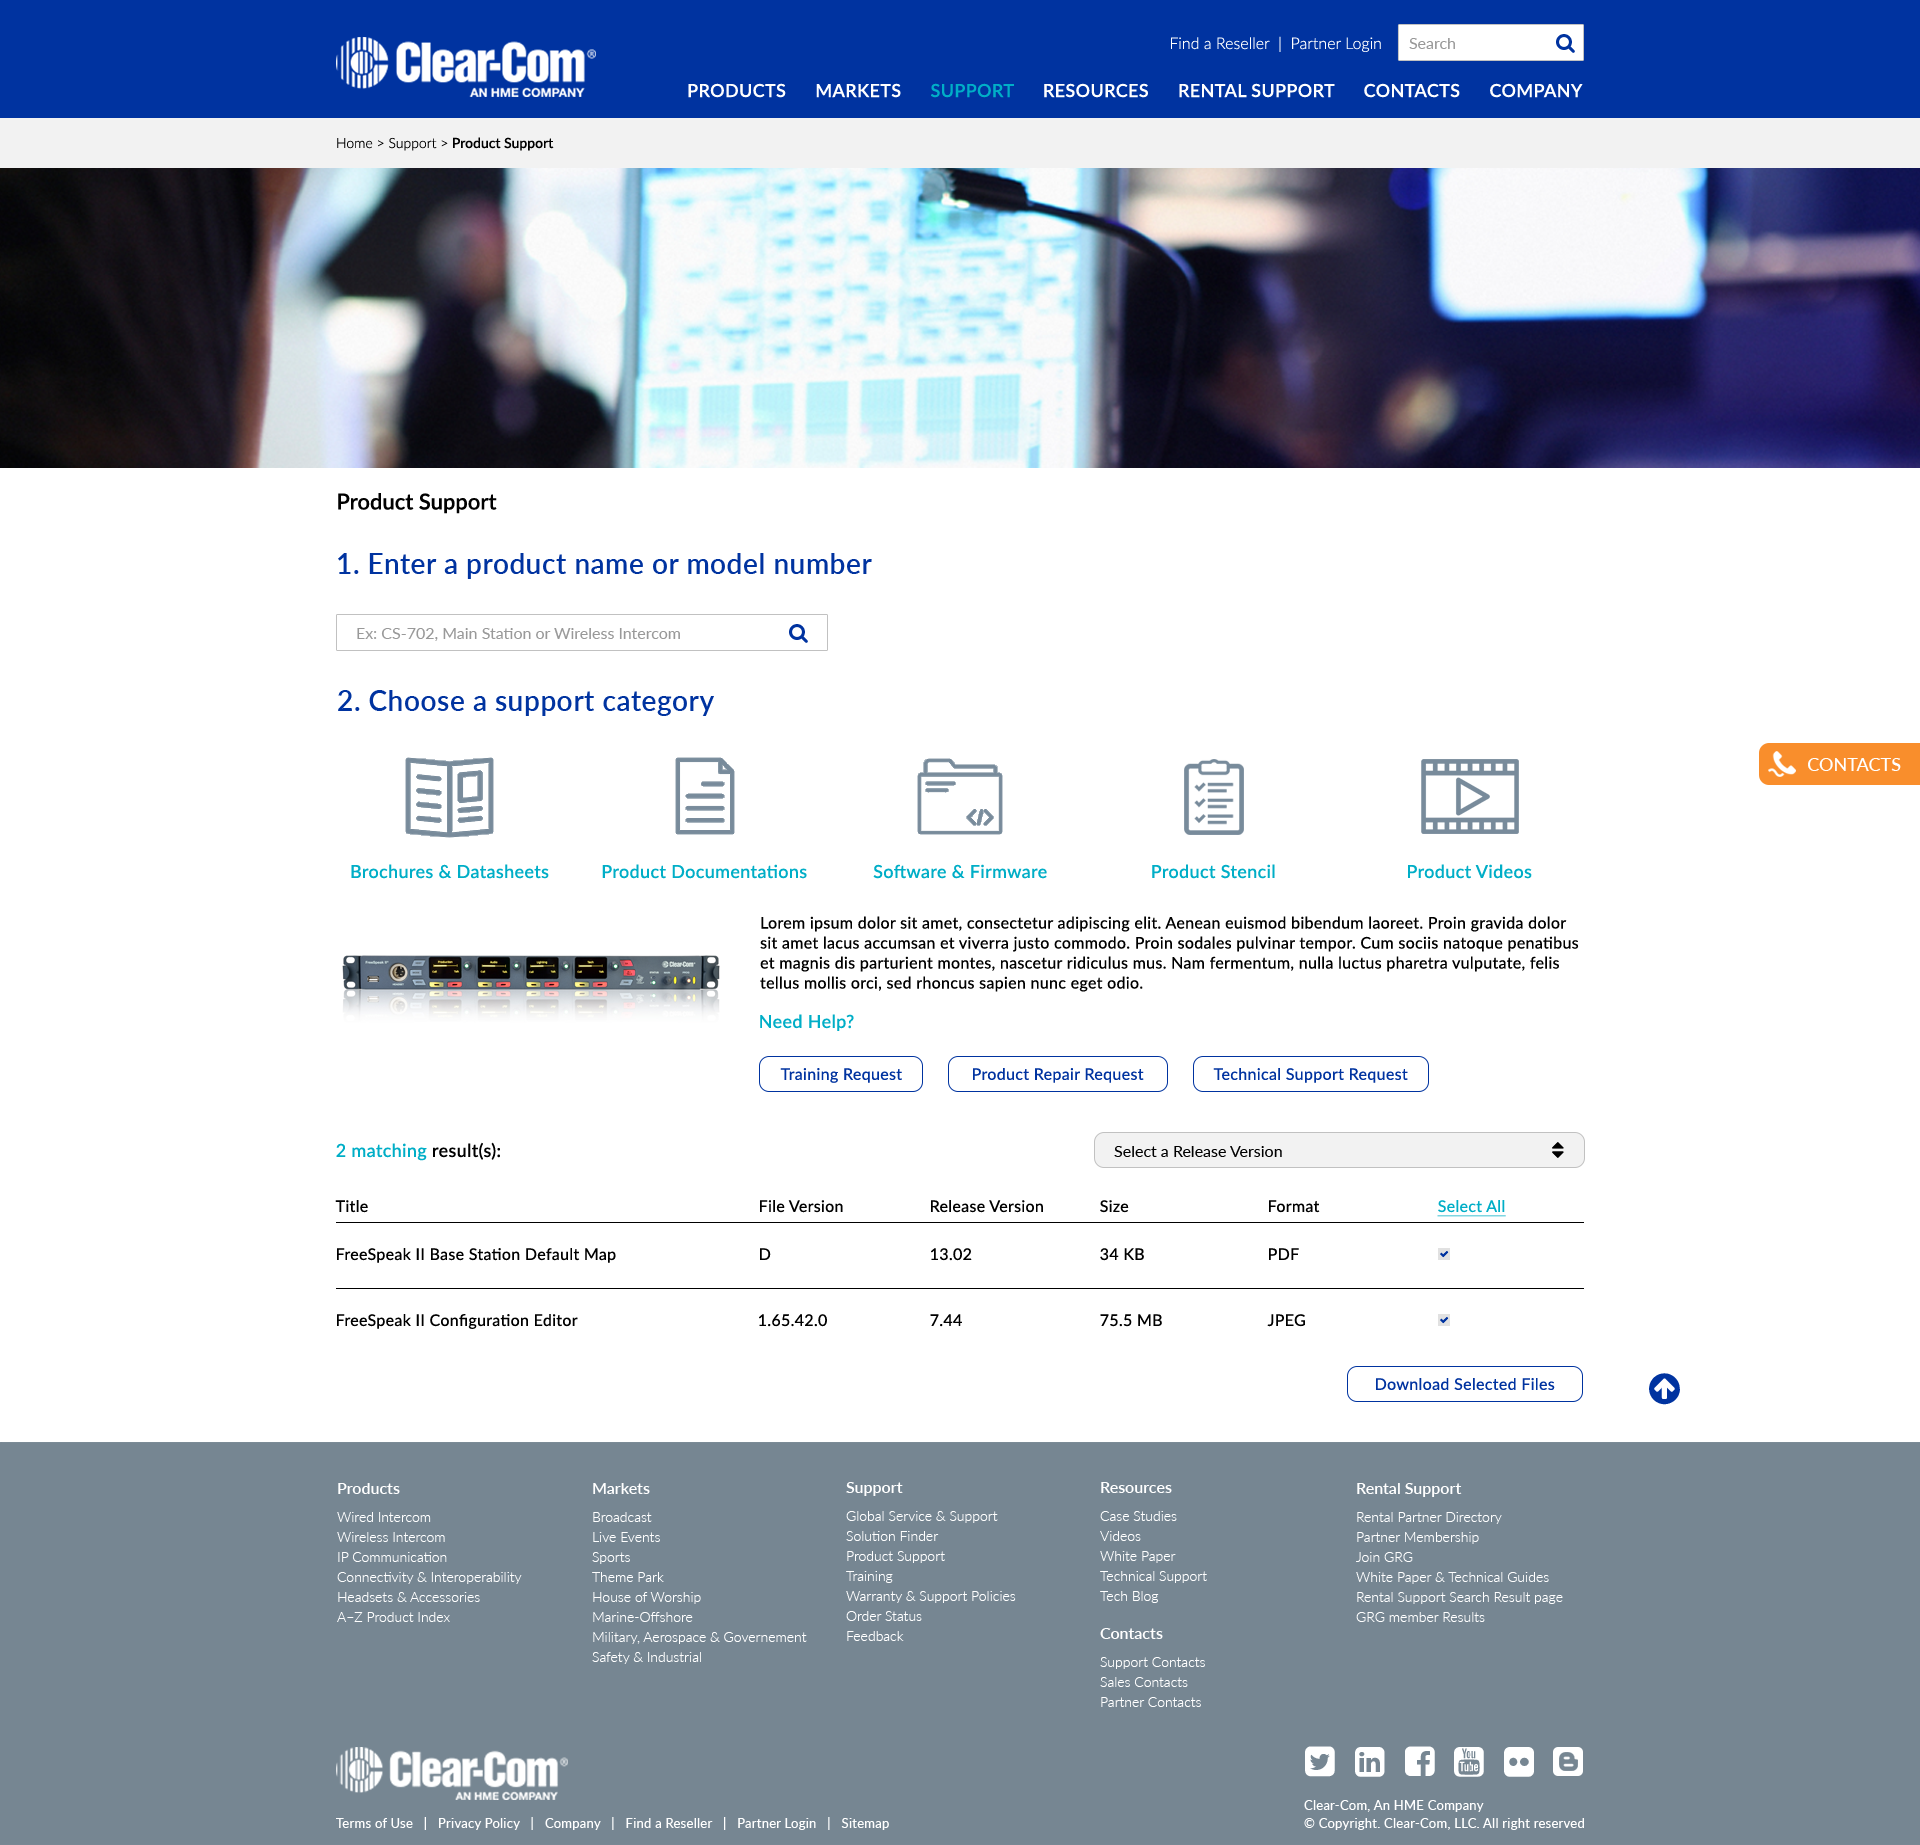 Clear-Com®
AN HME COMPANY
Find a Reseller | Partner Login
Search
PRODUCTS MARKETS SUPPORT RESOURCES RENTAL SUPPORT CONTACTS COMPANY
Home > Support > Product Support
Product Support
1. Enter a product name or model number
Ex: CS-702, Main Station or Wireless Intercom
2. Choose a support category
CONTACTS
Brochures & Datasheets
Product Documentations
Software & Firmware
Product Stencil
Product Videos
Lorem ipsum dolor sit amet, consectetur adipiscing elit. Aenean euismod bibendum laoreet. Proin gravida dolor
sit amet lacus accumsan et viverra justo commodo. Proin sodales pulvinar tempor. Cum sociis natoque penatibus
et magnis dis parturient montes, nascetur ridiculus mus. Nam fermentum, nulla luctus pharetra vulputate, felis
tellus mollis orci, sed rhoncus sapien nunc eget odio.
Clear-Com
Need Help?
Training Request
Product Repair Request
Technical Support Request
2 matching result(s):
Select a Release Version
Title File Version Release Version Size Format Select All
FreeSpeak II Base Station Default Map D 13.02 34 KB PDF
FreeSpeak II Configuration Editor 1.65.42.0 7.44 75.5 MB JPEG
Download Selected Files
Products
Wired Intercom
Wireless Intercom
IP Communication
Connectivity & Interoperability
Headsets & Accessories
A–Z Product Index
Markets
Broadcast
Live Events
Sports
Theme Park
House of Worship
Marine-Offshore
Military, Aerospace & Governement
Safety & Industrial
Support
Global Service & Support
Solution Finder
Product Support
Training
Warranty & Support Policies
Order Status
Feedback
Resources
Case Studies
Videos
White Paper
Technical Support
Tech Blog
Contacts
Support Contacts
Sales Contacts
Partner Contacts
Rental Support
Rental Partner Directory
Partner Membership
Join GRG
White Paper & Technical Guides
Rental Support Search Result page
GRG member Results
Clear-Com®
AN HME COMPANY
Terms of Use | Privacy Policy | Company | Find a Reseller | Partner Login | Sitemap
in
You
Tube
Clear-Com, An HME Company
© Copyright. Clear-Com, LLC. All right reserved